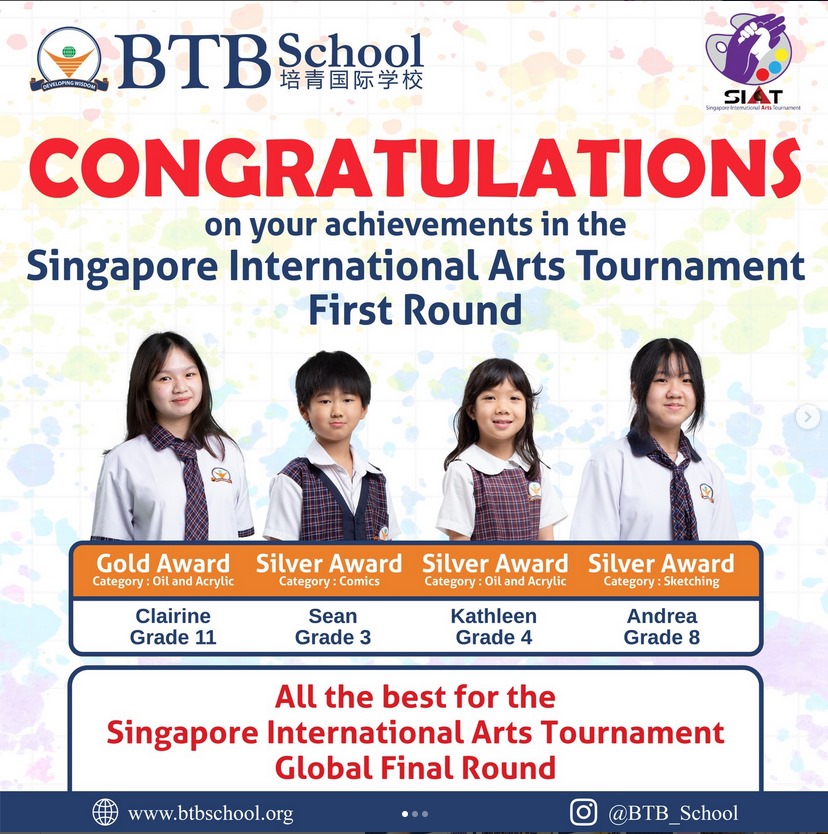 BTB School
培青国际学校
DEVELOPING WISDOM
SIAT
Singapore International Arts Tournament
CONGRATULATIONS
on your achievements in the
Singapore International Arts Tournament
First Round
Gold Award Silver Award Silver Award Silver Award
Category : Oil and Acrylic Category : Comics Category : Oil and Acrylic Category : Sketching
Clairine Sean Kathleen Andrea
Grade 11 Grade 3 Grade 4 Grade 8
All the best for the
Singapore International Arts Tournament
Global Final Round
www.btbschool.org @BTB_School